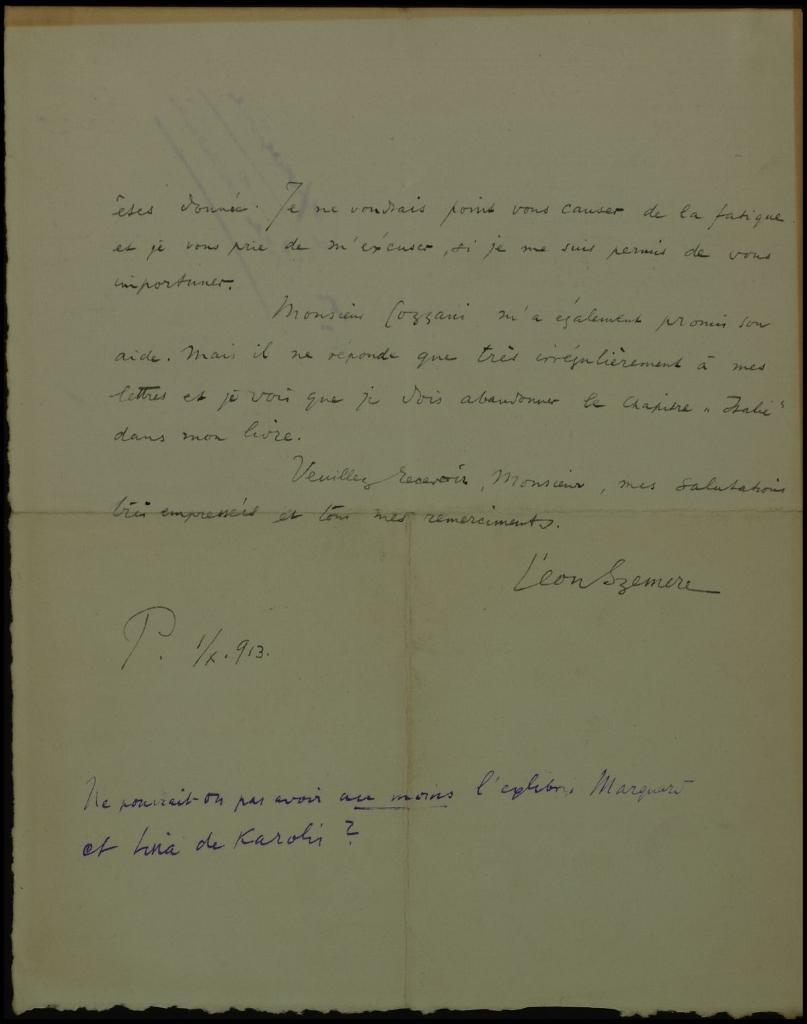 êtes donnée. Je ne voudrais point vous causer de la fatigue
et je vous prie de m'excuser, si je me suis permis de vous
importuner.
Monsieur Cozzani m'a également promis son
aide. Mais il ne réponde que très irrégulièrement à mes
lettres et je vois que je dois abandonner le chapitre „Italie"
dans mon livre.
Veuillez recevoir, Monsieur, mes salutations
très empressées et tous mes remerciments.
Léon Szemere
P. 1/X. 913.
Ne pourrait-on pas avoir au moins l'exlibris
et de Karolis ?